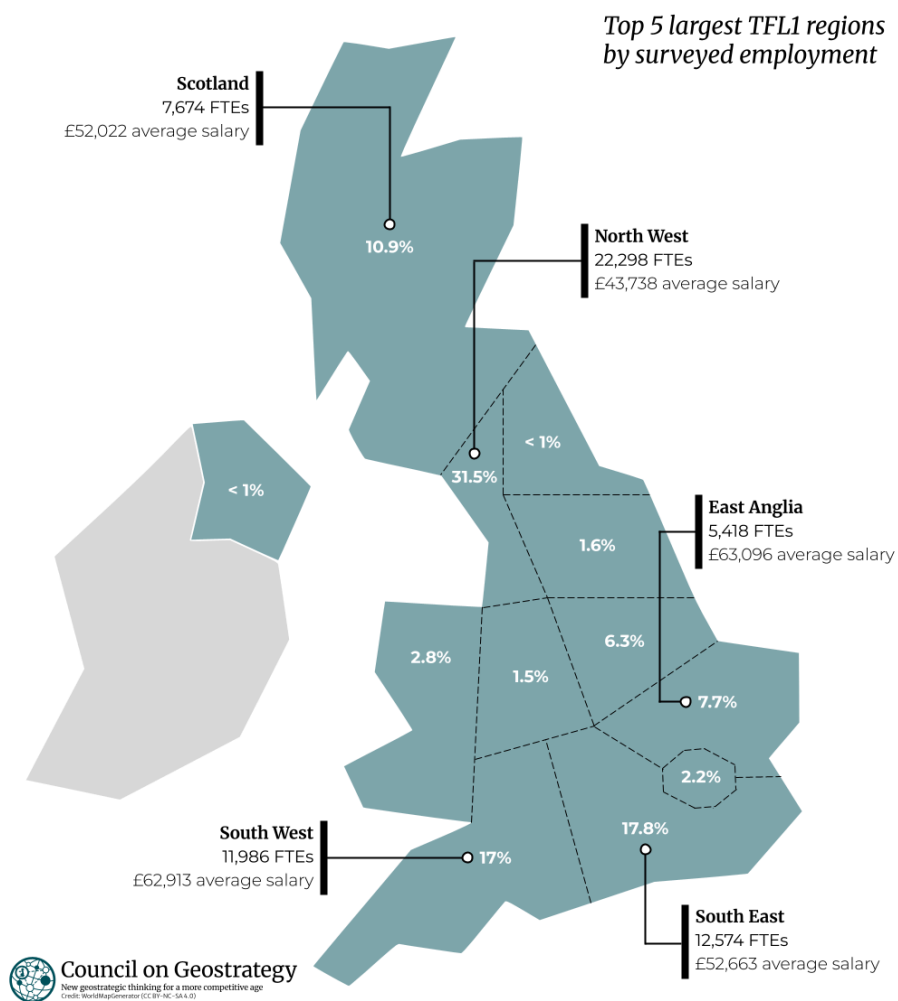 Top 5 largest TFL1 regions
by surveyed employment
Scotland
7,674 FTEs
£52,022 average salary
10.9%
North West
22,298 FTEs
£43,738 average salary
< 1%
31.5%
< 1%
East Anglia
5,418 FTEs
£63,096 average salary
1.6%
6.3%
2.8%
1.5%
7.7%
2.2%
17.8%
South West
11,986 FTEs
£62,913 average salary
17%
South East
12,574 FTEs
£52,663 average salary
Council on Geostrategy
New geostrategic thinking for a more competitive age
Credit: WorldMapGenerator (CC BY-NC-SA 4.0)